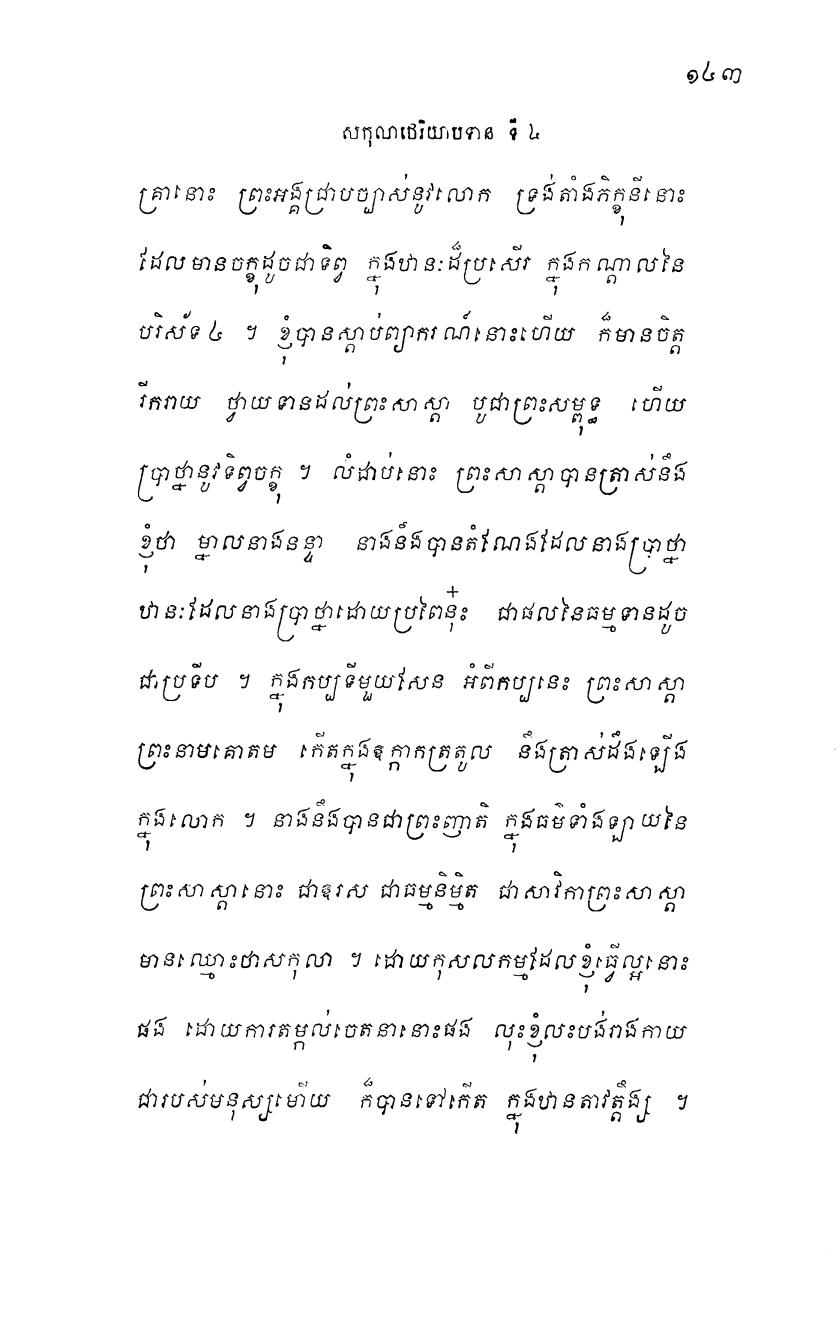 ១៤៣
សកុលាថេរិយាបទាន ទី ៤
គ្រានោះ ព្រះអង្គជ្រាបច្បាស់នូវលោក ទ្រង់តាំងភិក្ខុនីនោះ
ដែលមានចក្ខុដូចជាទិព្វ ក្នុងឋានៈដ៏ប្រសើរ ក្នុងកណ្តាលនៃ
បរិស័ទ៤ ។ ខ្ញុំបានស្តាប់ព្យាករណ៍នោះហើយ ក៏មានចិត្ត
រីករាយ ថ្វាយទានដល់ព្រះសាស្តា បូជាព្រះសម្ពុទ្ធ ហើយ
ប្រាថ្នានូវទិព្វចក្ខុ ។ លំដាប់នោះ ព្រះសាស្តាបានត្រាស់នឹង
ខ្ញុំថា ម្នាលនាងនន្ទា នាងនឹងបានតំណែងដែលនាងប្រាថ្នា
ឋានៈដែលនាងប្រាថ្នាដោយប្រពៃនុ៎ះ ជាផលនៃធម្មទានដូច
ជាប្រទីប ។ ក្នុងកប្បទីមួយសែន អំពីកប្បនេះ ព្រះសាស្តា
ព្រះនាមគោតម កើតក្នុងឧក្កាកត្រតូល នឹងត្រាស់ដឹងឡើង
ក្នុងលោក ។ នាងនឹងបានជាព្រះញាតិ ក្នុងធម៌ទាំងឡាយនៃ
ព្រះសាស្តានោះ ជាឱរស ជាធម្មនិម្មិត ជាសាវិកាព្រះសាស្តា
មានឈ្មោះថាសកុលា ។ ដោយកុសលកម្មដែលខ្ញុំធ្វើល្អនោះ
ផង ដោយការតម្កល់ចេតនានោះផង លុះខ្ញុំលះបង់រាងកាយ
ជារបស់មនុស្សហើយ ក៏បានទៅកើត ក្នុងឋានតាវត្តឹង្ស ។